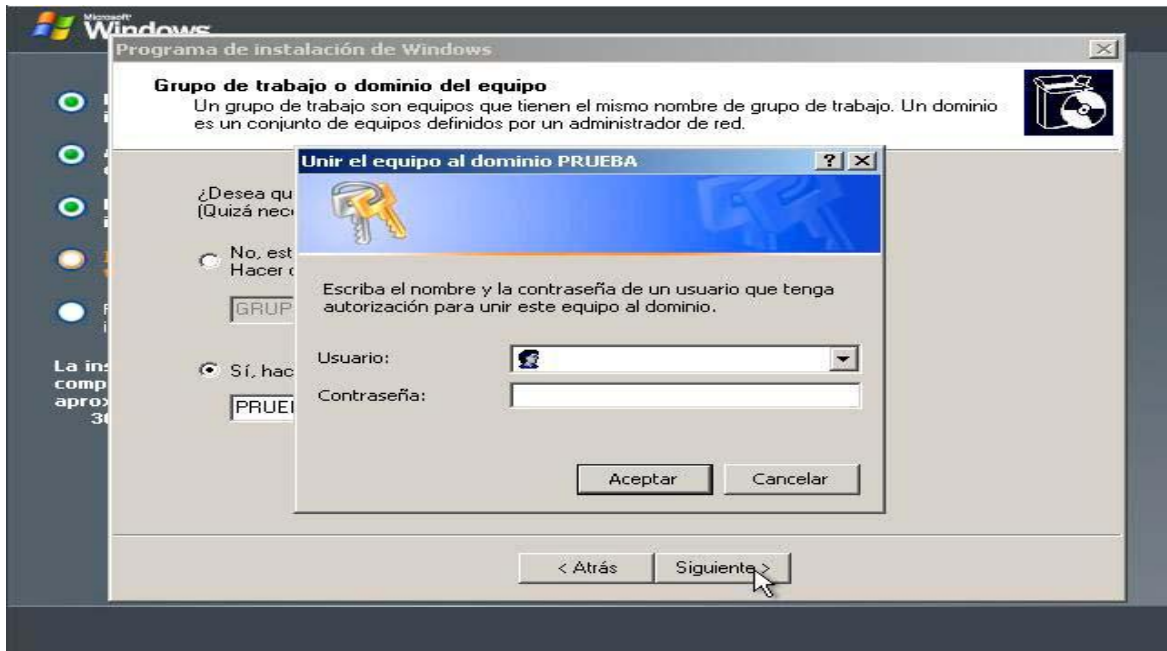 Microsoft
Windows
Programa de instalación de Windows
Grupo de trabajo o dominio del equipo
Un grupo de trabajo son equipos que tienen el mismo nombre de grupo de trabajo. Un dominio
es un conjunto de equipos definidos por un administrador de red.
Unir el equipo al dominio PRUEBA
¿Desea qu
(Quizá nec
No, est
Hacer
GRUP
Escriba el nombre y la contraseña de un usuario que tenga
autorización para unir este equipo al dominio.
Usuario:
Contraseña:
Sí, hac
PRUE
La ins
comp
aprox
Aceptar
Cancelar
< Atrás
Siguiente >